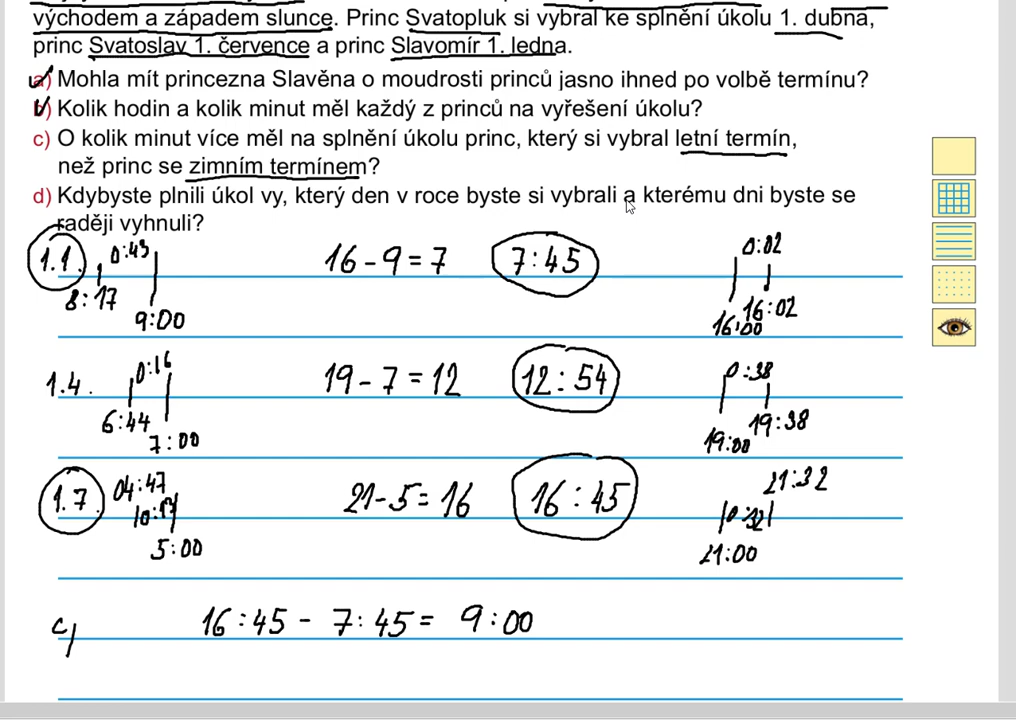 východem a západem slunce. Princ Svatopluk si vybral ke splnění úkolu 1. dubna,
princ Svatoslav 1. července a princ Slavomír 1. ledna.
a) Mohla mít princezna Slavěna o moudrosti princů jasno ihned po volbě termínu?
b) Kolik hodin a kolik minut měl každý z princů na vyřešení úkolu?
c) O kolik minut více měl na splnění úkolu princ, který si vybral letní termín,
než princ se zimním termínem?
d) Kdybyste plnili úkol vy, který den v roce byste si vybrali a kterému dni byste se
raději vyhnuli?
1.1. 0:43 16-9=7 7:45 0:02
8:17 9:00 16:00 16:02
1.4. 0:16 19-7=12 12:54 0:38
6:44 7:00 19:00 19:38
1.7. 04:47 21-5=16 16:45 21:32
5:00 0:32 21:00
c) 16:45 - 7:45 = 9:00